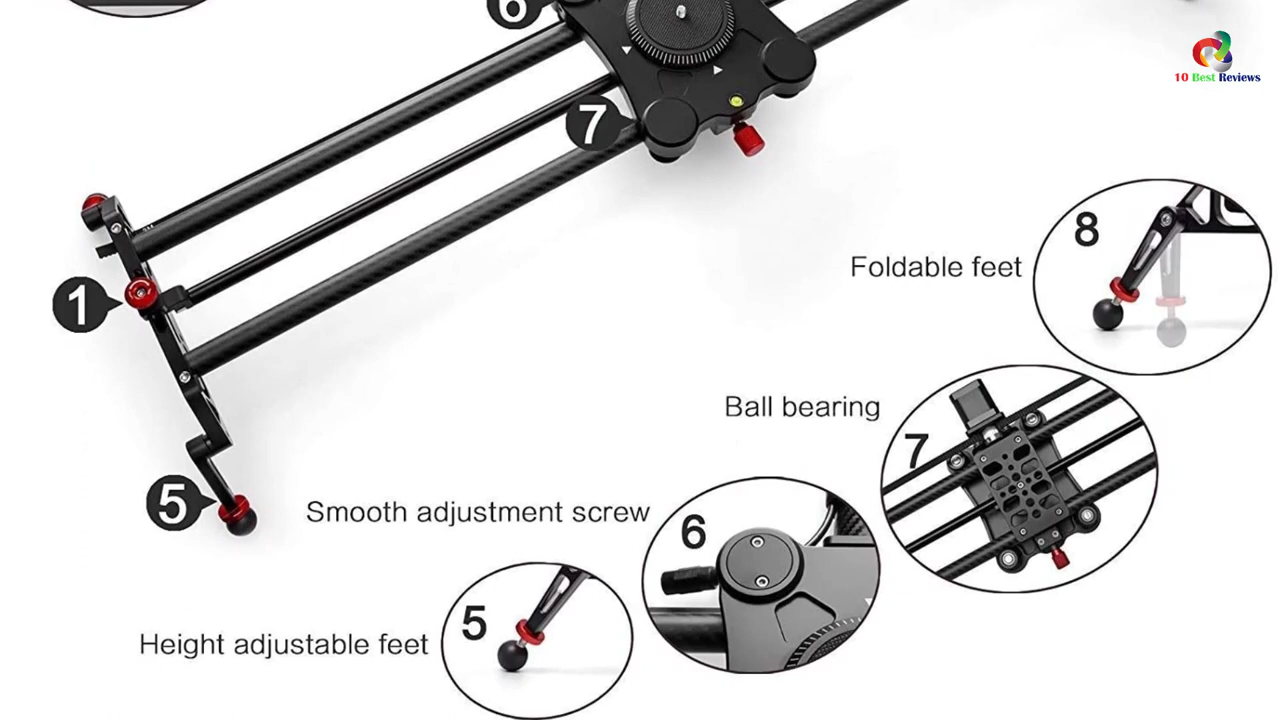 6
10 Best Reviews
7
8
Foldable feet
1
Ball bearing
7
5
Smooth adjustment screw
6
5
Height adjustable feet